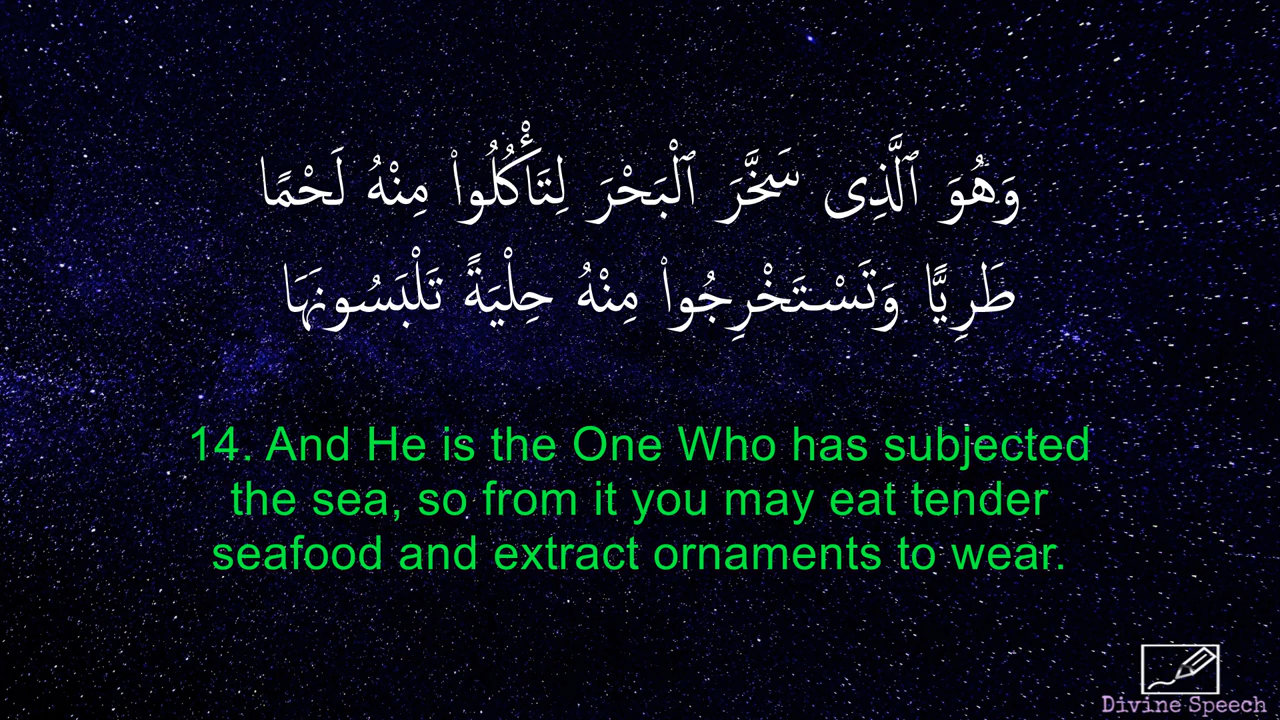 وَهُوَ ٱلَّذِى سَخَّرَ ٱلْبَحْرَ لِتَأْكُلُوا۟ مِنْهُ لَحْمًا
طَرِيًّا وَتَسْتَخْرِجُوا۟ مِنْهُ حِلْيَةً تَلْبَسُونَهَا
14. And He is the One Who has subjected
the sea, so from it you may eat tender
seafood and extract ornaments to wear.
Divine Speech